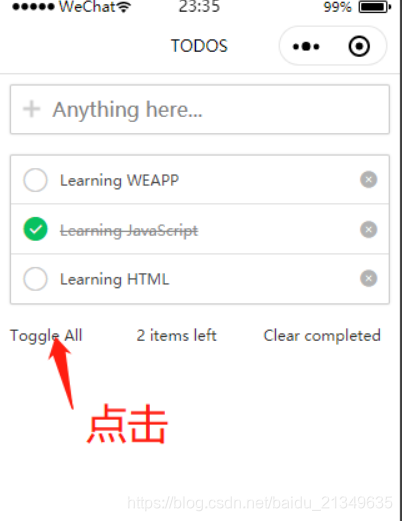 WeChat 23:35 99%
TODOS
Anything here...
Learning WEAPP
Learning JavaScript
Learning HTML
Toggle All 2 items left Clear completed
点击
https://blog.csdn.net/baidu_21349635